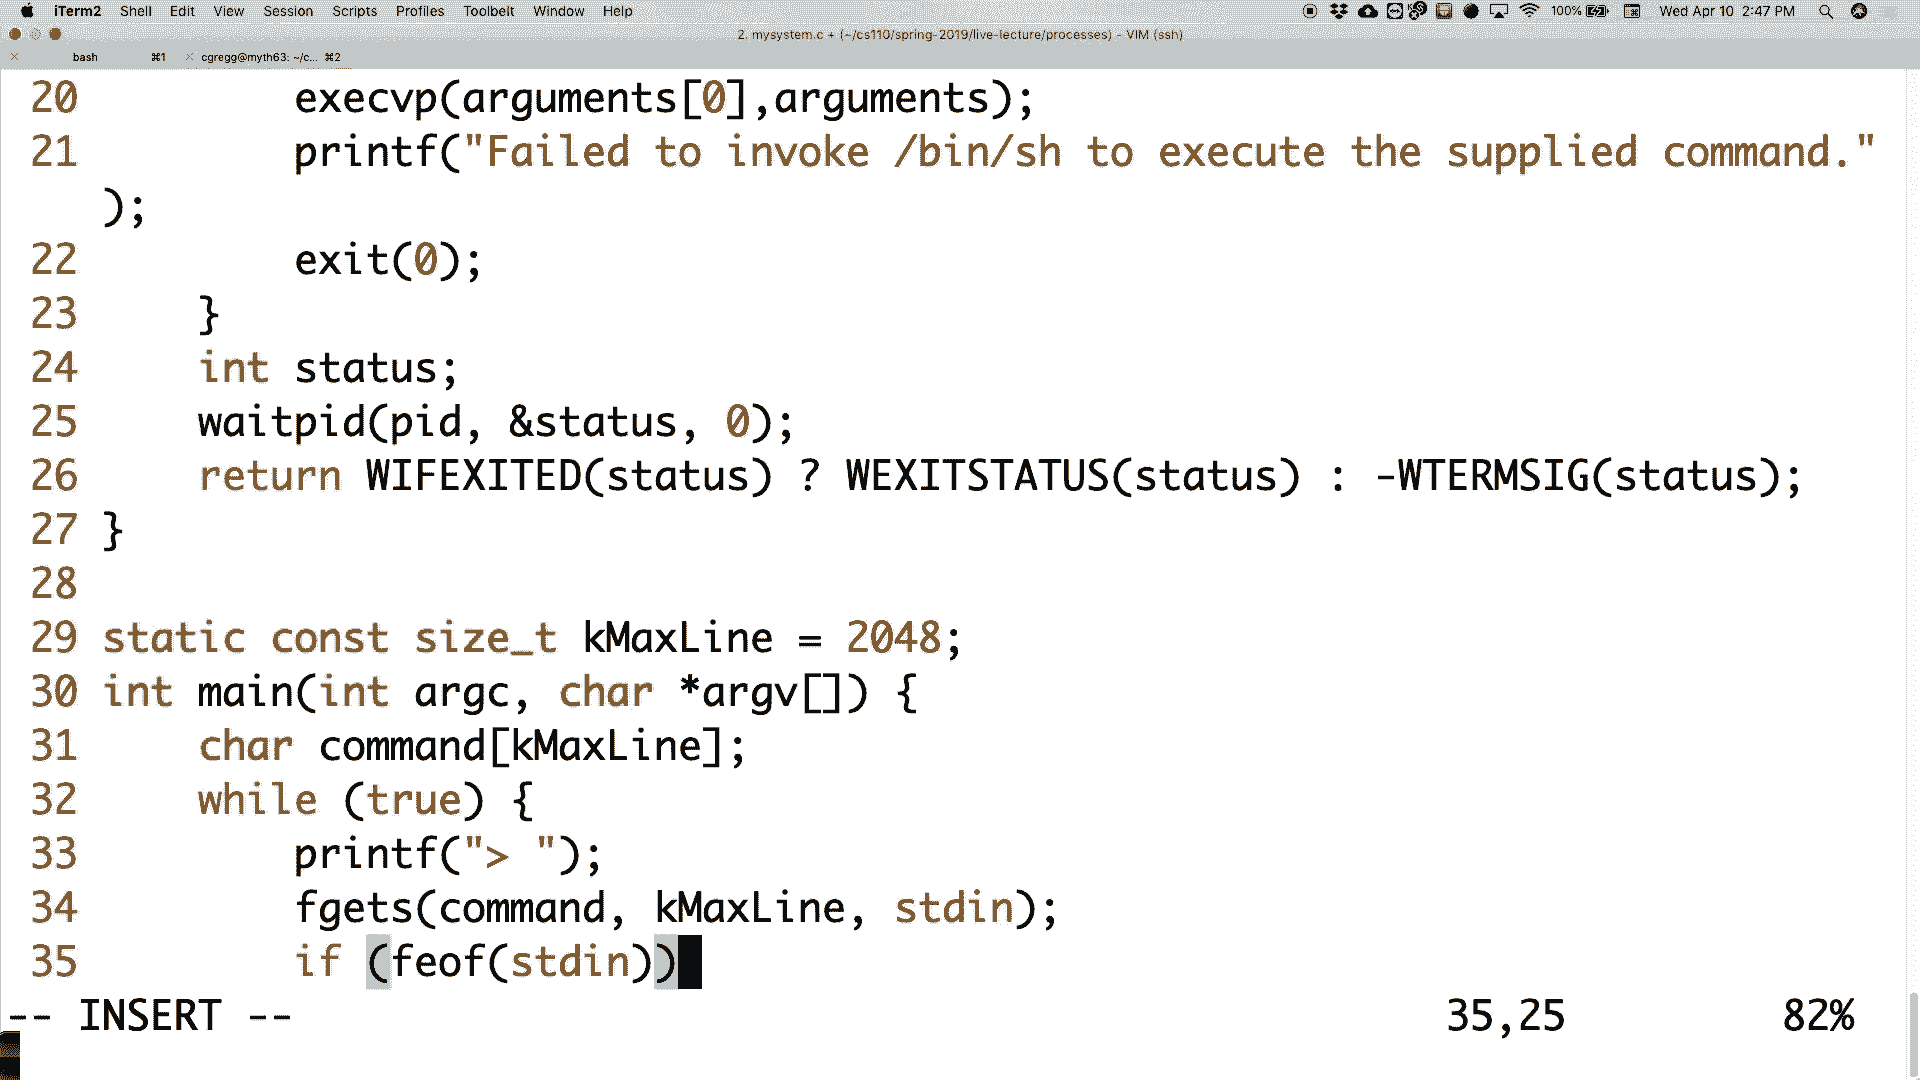 iTerm2 Shell Edit View Session Scripts Profiles Toolbelt Window Help 100% Wed Apr 10 2:47 PM
2. mysystem.c + (~/cs110/spring-2019/live-lecture/processes) - VIM (ssh)
bash ⌘1 cgregg@myth63: ~/c... ⌘2
20 execvp(arguments[0],arguments);
21 printf("Failed to invoke /bin/sh to execute the supplied command."
);
22 exit(0);
23 }
24 int status;
25 waitpid(pid, &status, 0);
26 return WIFEXITED(status) ? WEXITSTATUS(status) : -WTERMSIG(status);
27 }
28
29 static const size_t kMaxLine = 2048;
30 int main(int argc, char *argv[]) {
31 char command[kMaxLine];
32 while (true) {
33 printf("> ");
34 fgets(command, kMaxLine, stdin);
35 if (feof(stdin))
-- INSERT -- 35,25 82%